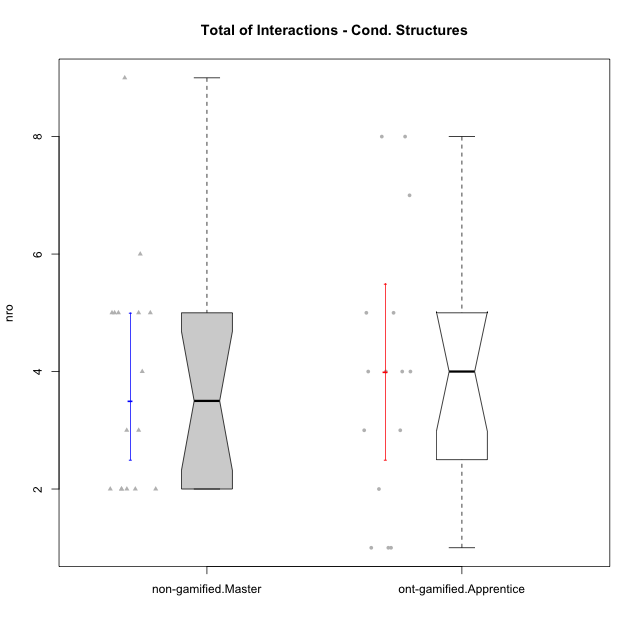 Total of Interactions - Cond. Structures
nro
8
6
4
2
non-gamified.Master
ont-gamified.Apprentice